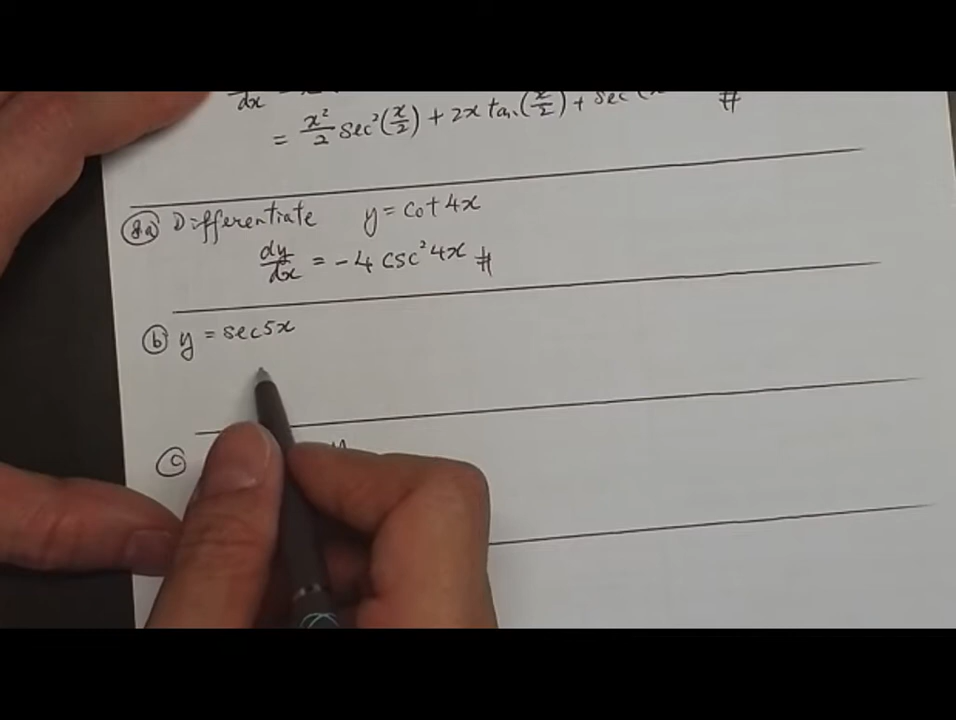 dx
= x²/2 sec²(x/2) + 2x tan(x/2) + sec #
8a Differentiate y = cot 4x
dy/dx = -4 csc² 4x #
b y = sec 5x
c